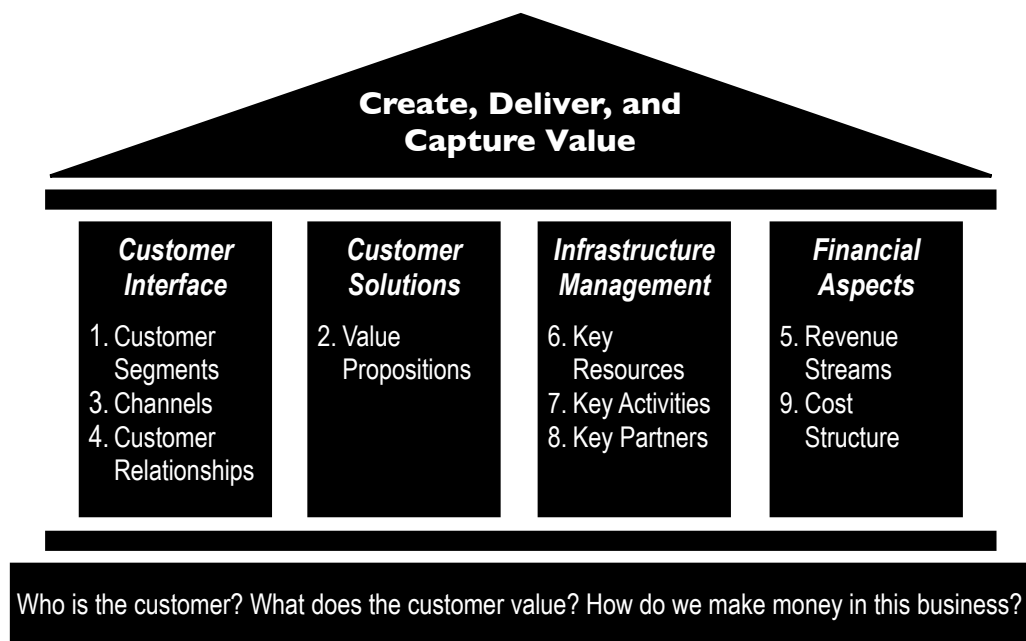 Create, Deliver, and
Capture Value
Customer
Interface
1. Customer
Segments
3. Channels
4. Customer
Relationships
Customer
Solutions
2. Value
Propositions
Infrastructure
Management
6. Key
Resources
7. Key Activities
8. Key Partners
Financial
Aspects
5. Revenue
Streams
9. Cost
Structure
Who is the customer? What does the customer value? How do we make money in this business?